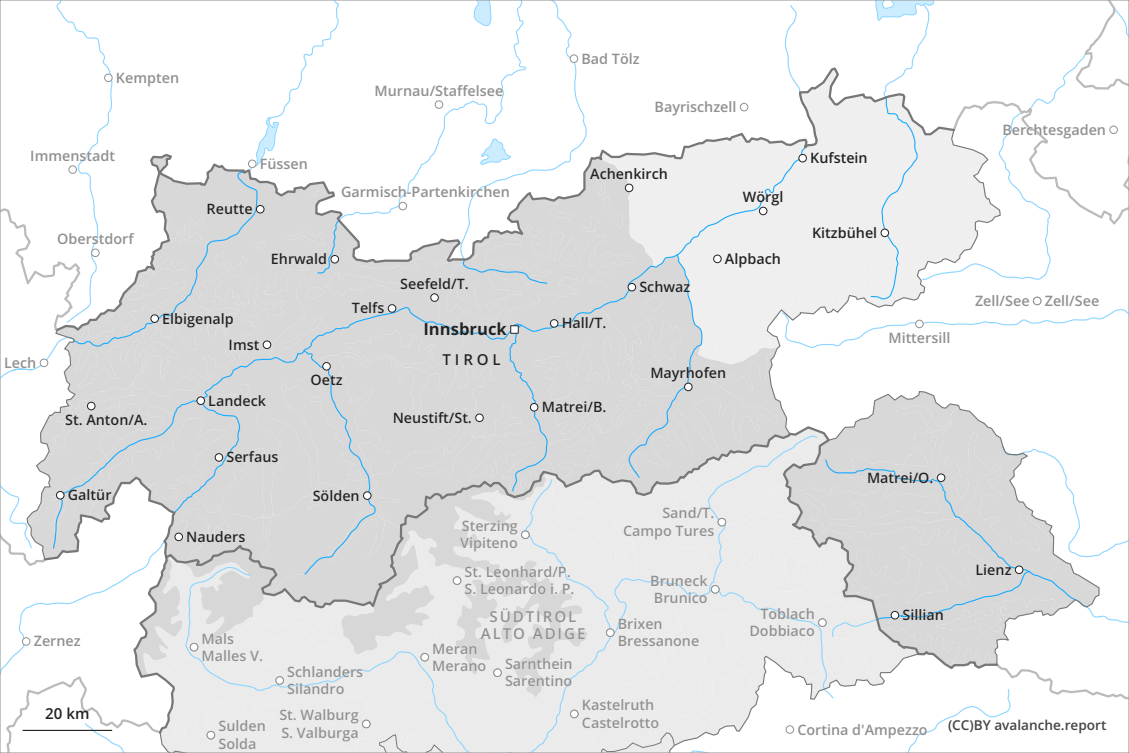 Kempten
Bad Tölz
Murnau/Staffelsee
Bayrischzell
Berchtesgaden
Immenstadt
Füssen
Kufstein
Achenkirch
Garmisch-Partenkirchen
Wörgl
Reutte
Kitzbühel
Oberstdorf
Ehrwald
Alpbach
Seefeld/T.
Schwaz
Telfs
Zell/See
Zell/See
Elbigenalp
Innsbruck
Hall/T.
Mittersill
Imst
TIROL
Lech
Oetz
Mayrhofen
Landeck
Matrei/B.
St. Anton/A.
Neustift/St.
Serfaus
Matrei/O.
Galtür
Sölden
Sand/T.
Campo Tures
Sterzing
Vipiteno
Nauders
St. Leonhard/P.
S. Leonardo i. P.
Lienz
Bruneck
Brunico
SÜDTIROL
ALTO ADIGE
Toblach
Dobbiaco
Sillian
Brixen
Bressanone
Zernez
Mals
Malles V.
Meran
Merano
Sarnthein
Sarentino
Schlanders
Silandro
Kastelruth
Castelrotto
20 km
St. Walburg
S. Valburga
Sulden
Solda
Cortina d'Ampezzo
(CC)BY avalanche.report